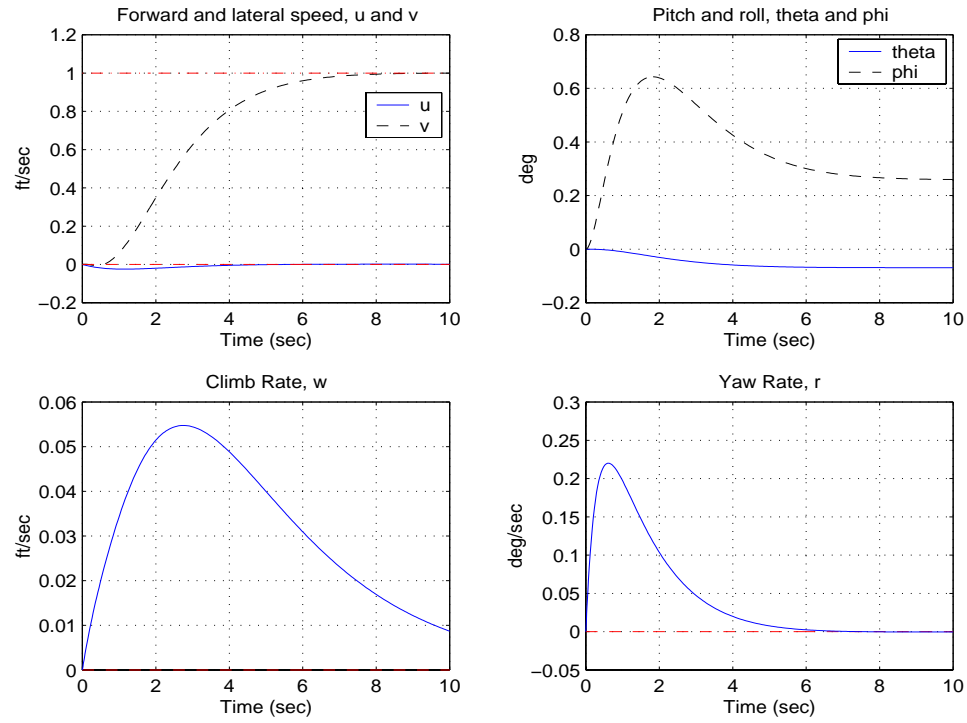 Forward and lateral speed, u and v
1.2
1
0.8
0.6
0.4
0.2
0
−0.2
ft/sec
u
v
0 2 4 6 8 10
Time (sec)
Pitch and roll, theta and phi
0.8
0.6
0.4
0.2
0
−0.2
deg
theta
phi
0 2 4 6 8 10
Time (sec)
Climb Rate, w
0.06
0.05
0.04
0.03
0.02
0.01
0
ft/sec
0 2 4 6 8 10
Time (sec)
Yaw Rate, r
0.3
0.25
0.2
0.15
0.1
0.05
0
−0.05
deg/sec
0 2 4 6 8 10
Time (sec)